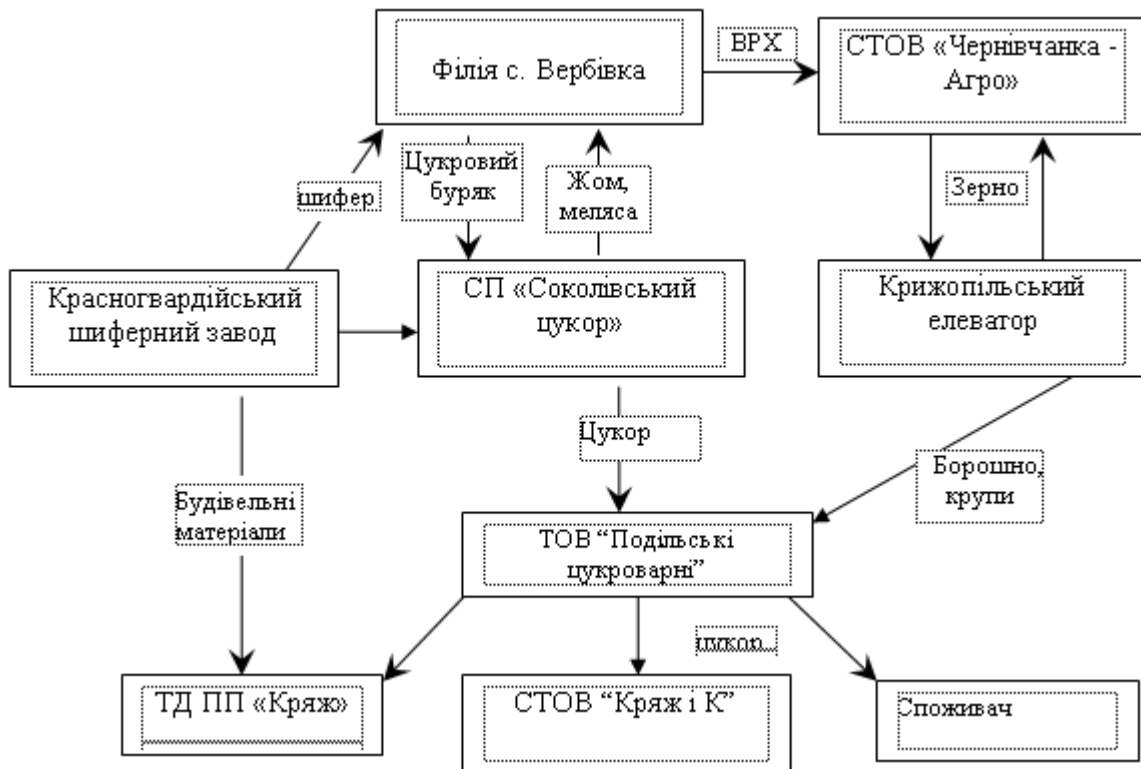 Філія с. Вербівка
ВРХ
СТОВ «Чернівчанка -
Агро»
шифер
Цукровий
буряк
Жом,
меляса
Зерно
Красногвардійський
шиферний завод
СП «Соколівський
цукор»
Крижопільський
елеватор
Цукор
Борошно,
крупи
Будівельні
матеріали
ТОВ “Подільські
цукроварні”
цукор
ТД ПП «Кряж»
СТОВ “Кряж і К”
Споживач